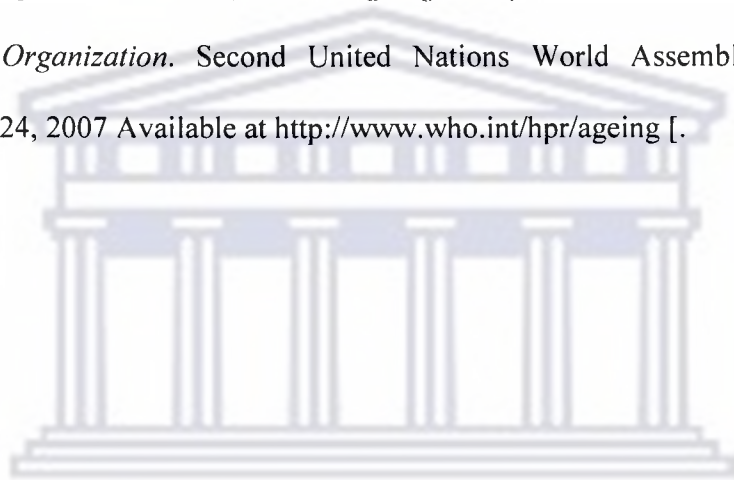 Organization. Second United Nations World Assembl
24, 2007 Available at http://www.who.int/hpr/ageing [.